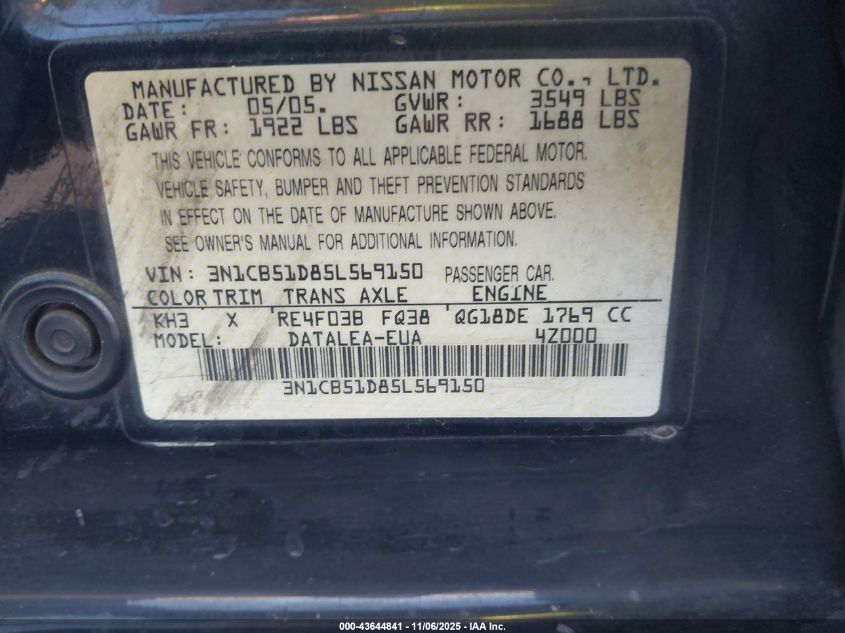 MANUFACTURED BY NISSAN MOTOR CO., LTD.
DATE: 05/05. GVWR: 3549 LBS
GAWR FR: 1922 LBS GAWR RR: 1688 LBS
THIS VEHICLE CONFORMS TO ALL APPLICABLE FEDERAL MOTOR.
VEHICLE SAFETY, BUMPER AND THEFT PREVENTION STANDARDS
IN EFFECT ON THE DATE OF MANUFACTURE SHOWN ABOVE.
SEE OWNER'S MANUAL FOR ADDITIONAL INFORMATION.
VIN: 3N1CB51D85L569150 PASSENGER CAR.
COLOR TRIM TRANS AXLE ENGINE
KH3 X RE4F03B FQ38 QG18DE 1769 CC
MODEL: DATALEA-EUA 4Z000
3N1CB51D85L569150
000-43644841 - 11/06/2025 - IAA Inc.